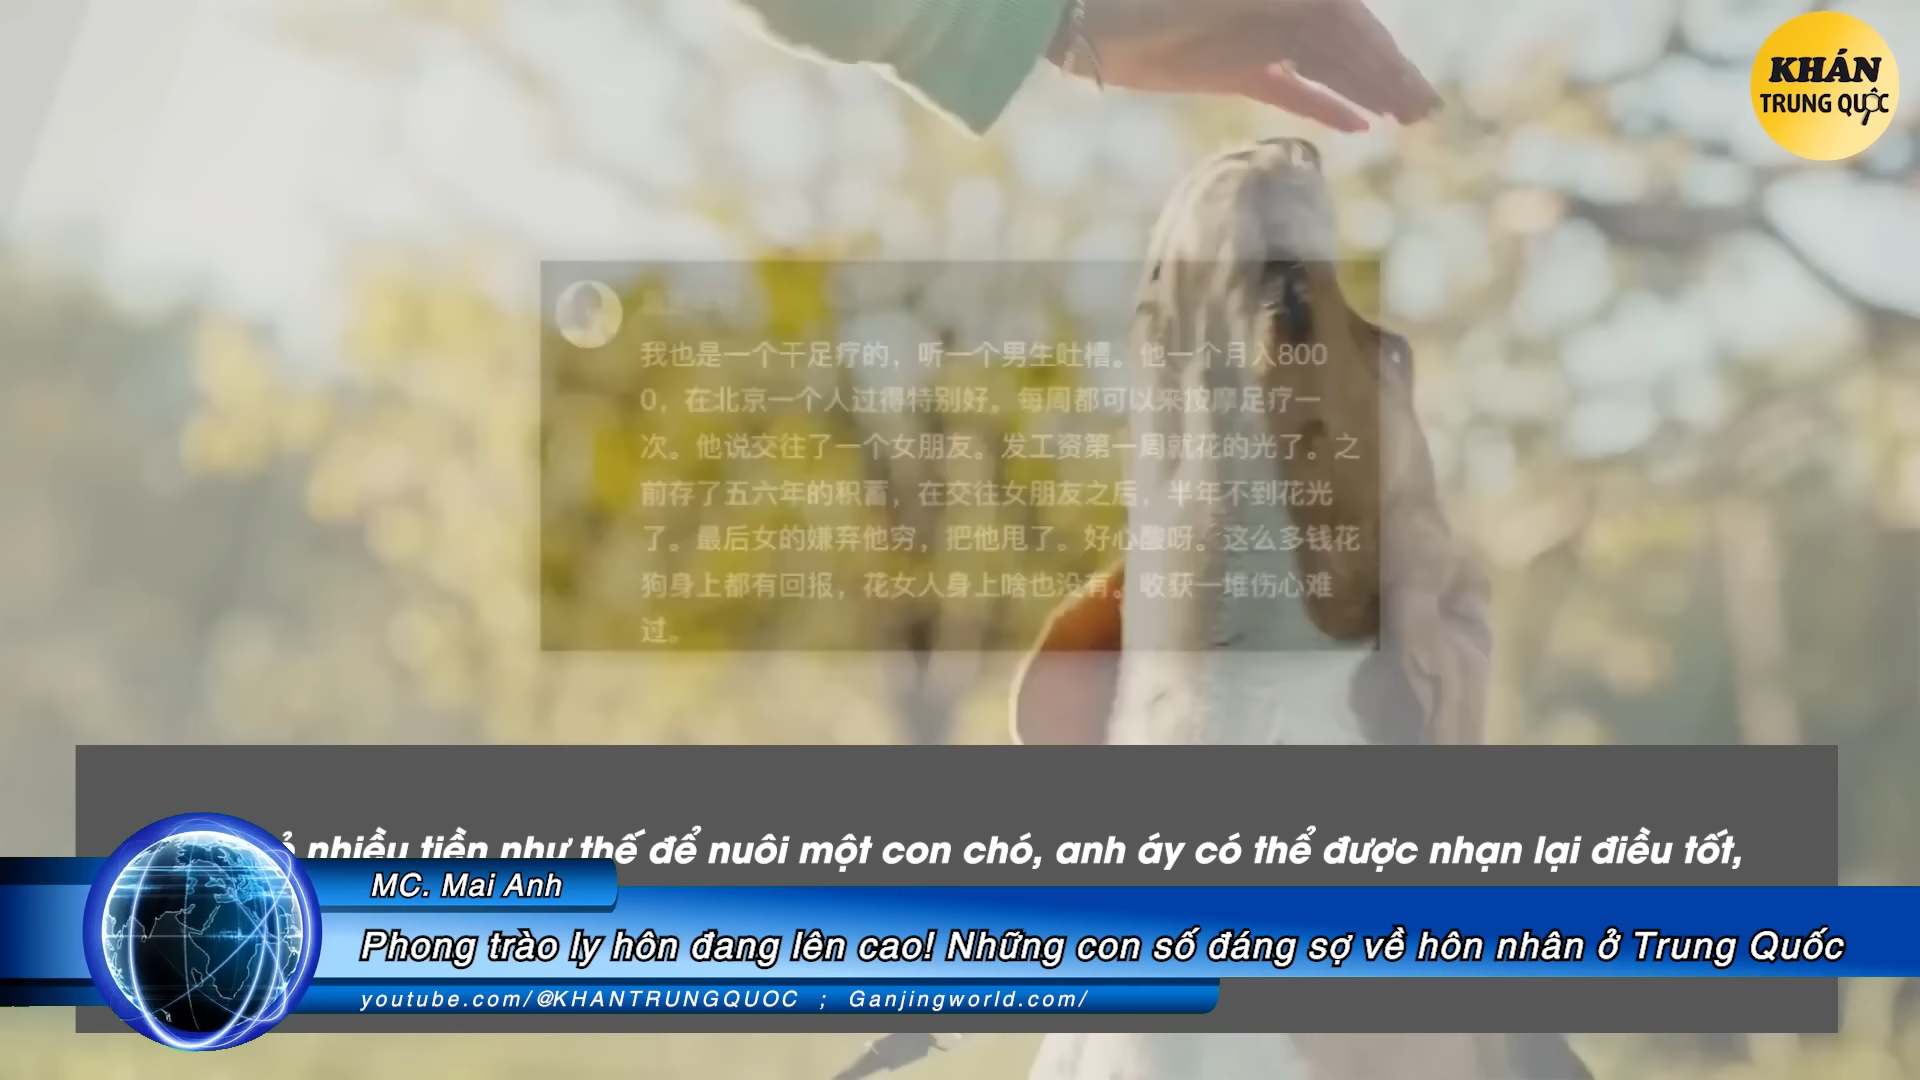 KHÁN
TRUNG QUỐC
我也是一个干足疗的，听一个男生吐槽。他一个月入800
0，在北京一个人过得特别好。每周都可以来按摩足疗一
次。他说交往了一个女朋友。发工资第一周就花的光了。之
前存了五六年的积蓄，在交往女朋友之后，半年不到花光
了。最后女的嫌弃他穷，把他甩了。好心酸呀。这么多钱花
狗身上都有回报，花女人身上啥也没有。收获一堆伤心难
过。
nhiều tiền như thế để nuôi một con chó, anh áy có thể được nhạn lại điều tốt,
MC. Mai Anh
Phong trào ly hôn đang lên cao! Những con số đáng sợ về hôn nhân ở Trung Quốc
youtube.com/@KHANTRUNGQUOC ; Ganjingworld.com/